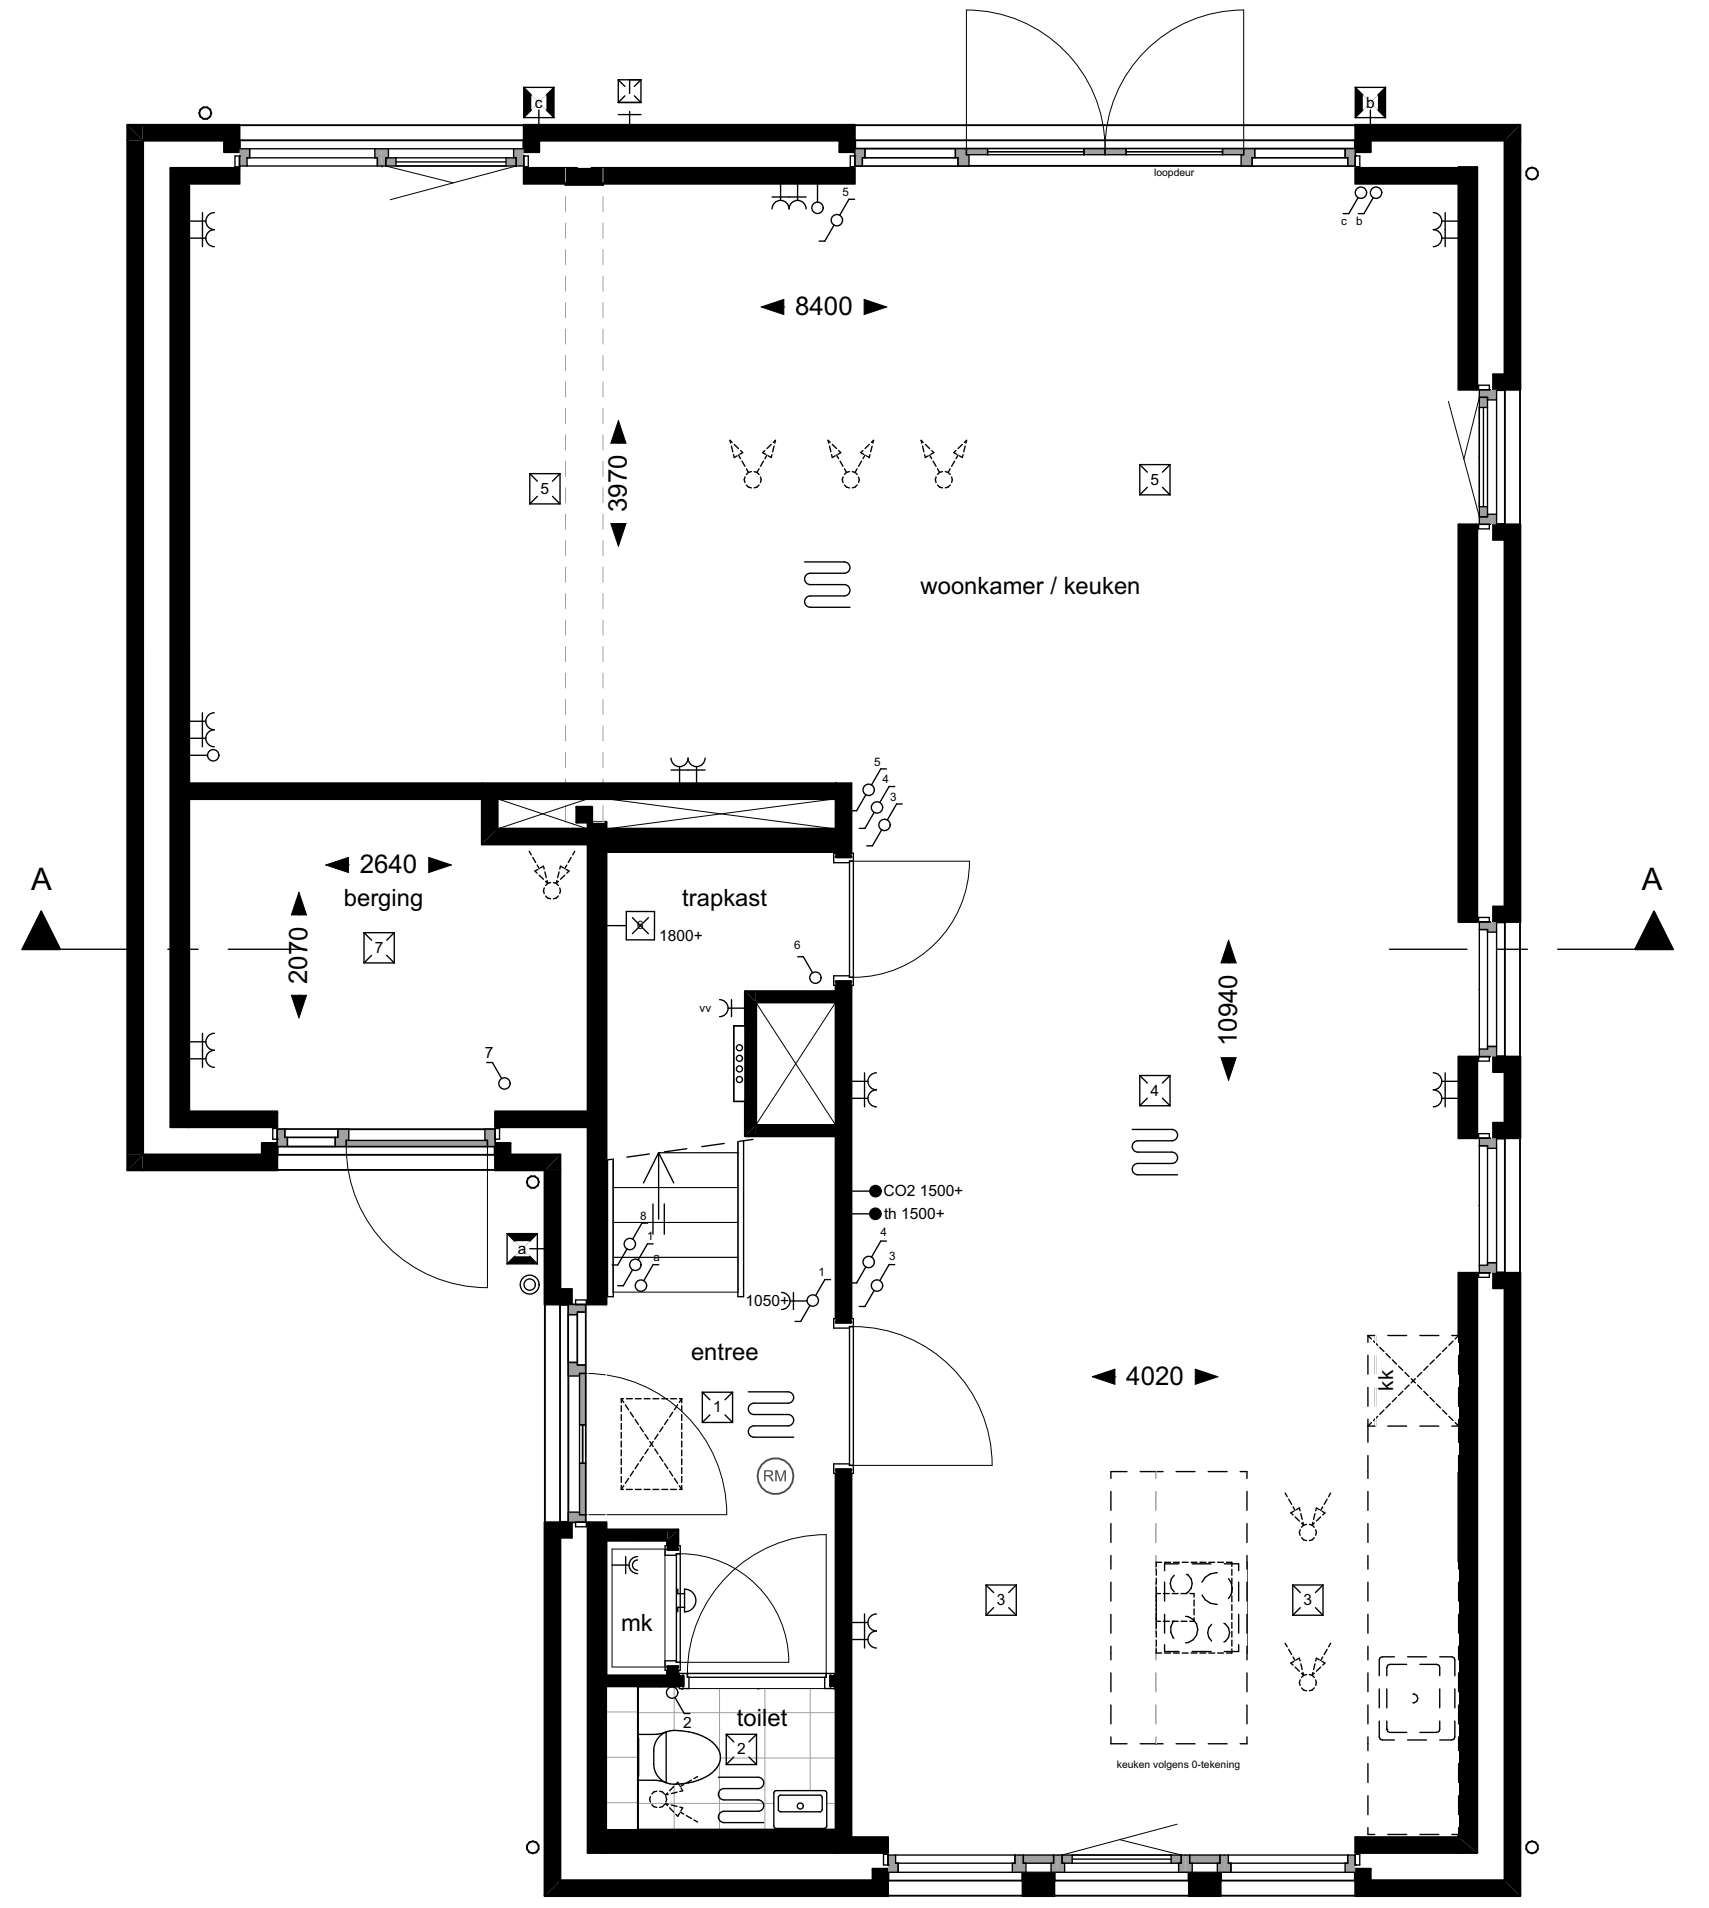 c
b
loopdeur
5
c b
8400
3970
5
5
woonkamer / keuken
5
4
3
A
2640
berging
trapkast
A
6
1800+
6
2070
7
10940
vv
7
4
CO2 1500+
th 1500+
8
1
a
a
4
3
1
1050+
entree
4020
kk
1
RM
3
3
mk
2
toilet
2
keuken volgens 0-tekening